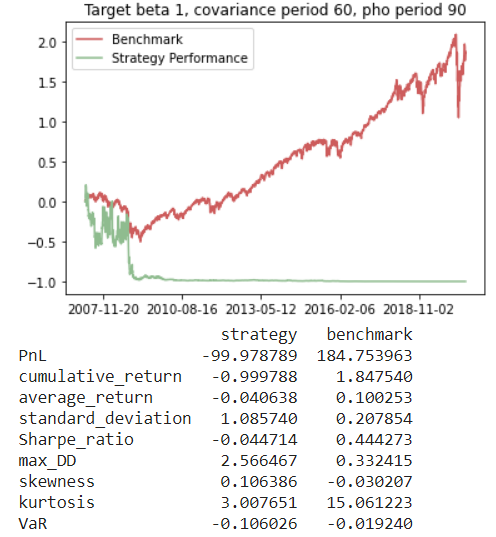 Target beta 1, covariance period 60, pho period 90
Benchmark
Strategy Performance
2.0
1.5
1.0
0.5
0.0
−0.5
−1.0
2007-11-20 2010-08-16 2013-05-12 2016-02-06 2018-11-02
strategy benchmark
PnL -99.978789 184.753963
cumulative_return -0.999788 1.847540
average_return -0.040638 0.100253
standard_deviation 1.085740 0.207854
Sharpe_ratio -0.044714 0.444273
max_DD 2.566467 0.332415
skewness 0.106386 -0.030207
kurtosis 3.007651 15.061223
VaR -0.106026 -0.019240